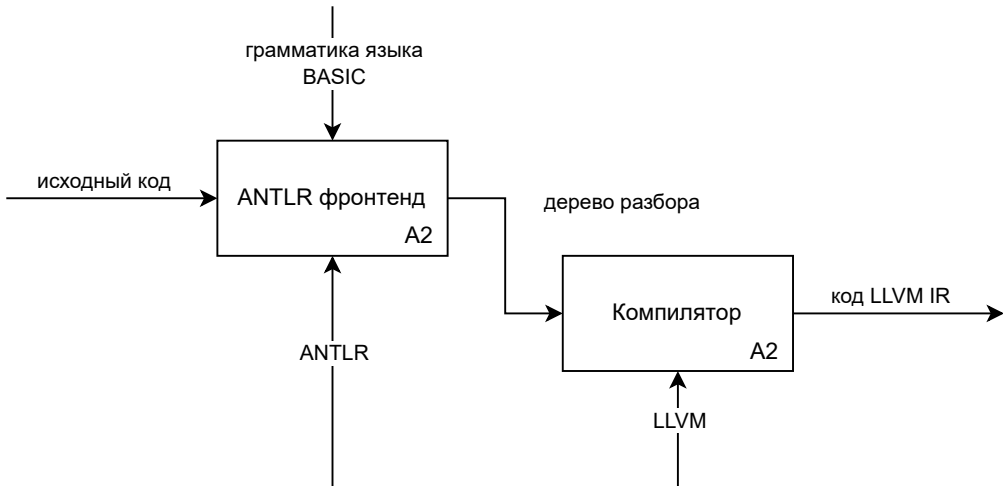 грамматика языка
BASIC
исходный код
ANTLR фронтенд
A2
дерево разбора
Компилятор
A2
код LLVM IR
ANTLR
LLVM